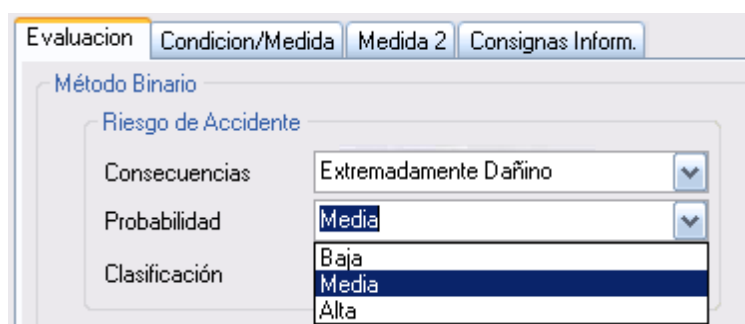 Evaluacion Condicion/Medida Medida 2 Consignas Inform.
Método Binario
Riesgo de Accidente
Consecuencias Extremadamente Dañino
Probabilidad Media
Baja
Clasificación Media
Alta